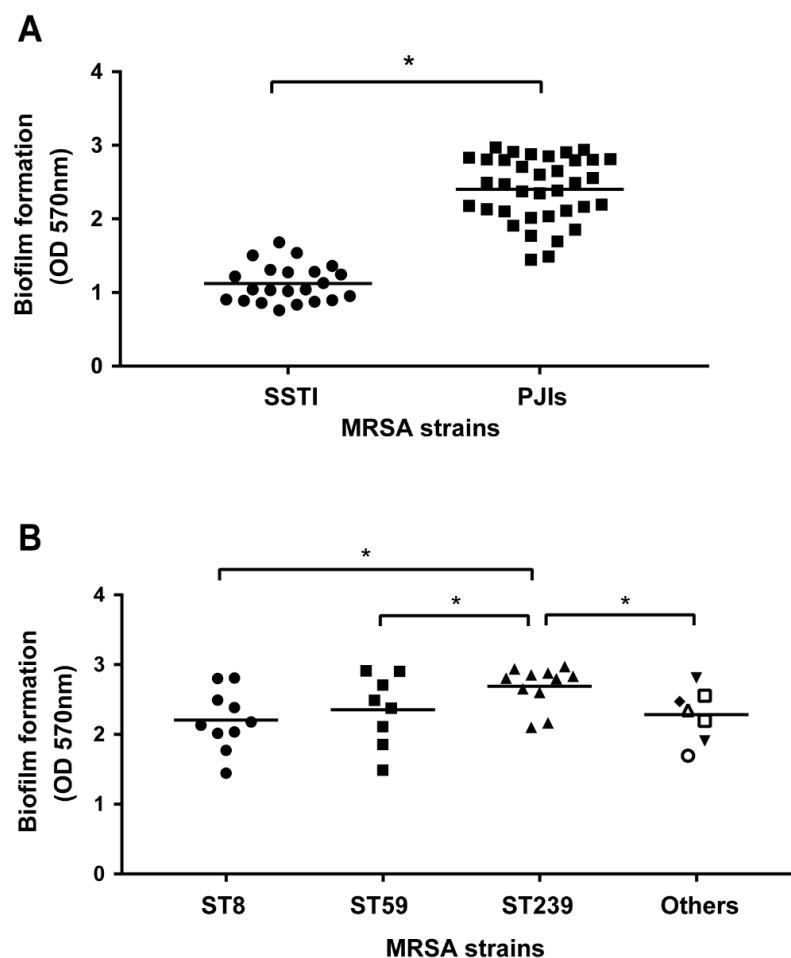 A
*
4
3
2
1
0
Biofilm formation
(OD 570nm)
SSTI
PJIs
MRSA strains
B
*
*
*
4
3
2
1
0
Biofilm formation
(OD 570nm)
ST8
ST59
ST239
Others
MRSA strains